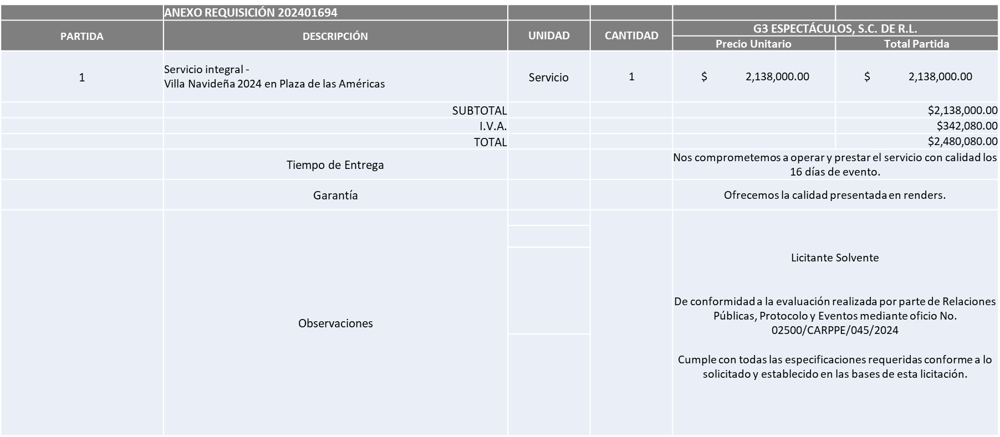 ANEXO REQUISICIÓN 202401694
PARTIDA DESCRIPCIÓN UNIDAD CANTIDAD G3 ESPECTÁCULOS, S.C. DE R.L.
Precio Unitario Total Partida
1 Servicio integral -
Villa Navideña 2024 en Plaza de las Américas Servicio 1 $ 2,138,000.00 $ 2,138,000.00
SUBTOTAL $2,138,000.00
I.V.A. $342,080.00
TOTAL $2,480,080.00
Tiempo de Entrega Nos comprometemos a operar y prestar el servicio con calidad los
16 días de evento.
Garantía Ofrecemos la calidad presentada en renders.
Observaciones
Licitante Solvente
De conformidad a la evaluación realizada por parte de Relaciones
Públicas, Protocolo y Eventos mediante oficio No.
02500/CARPPE/045/2024
Cumple con todas las especificaciones requeridas conforme a lo
solicitado y establecido en las bases de esta licitación.